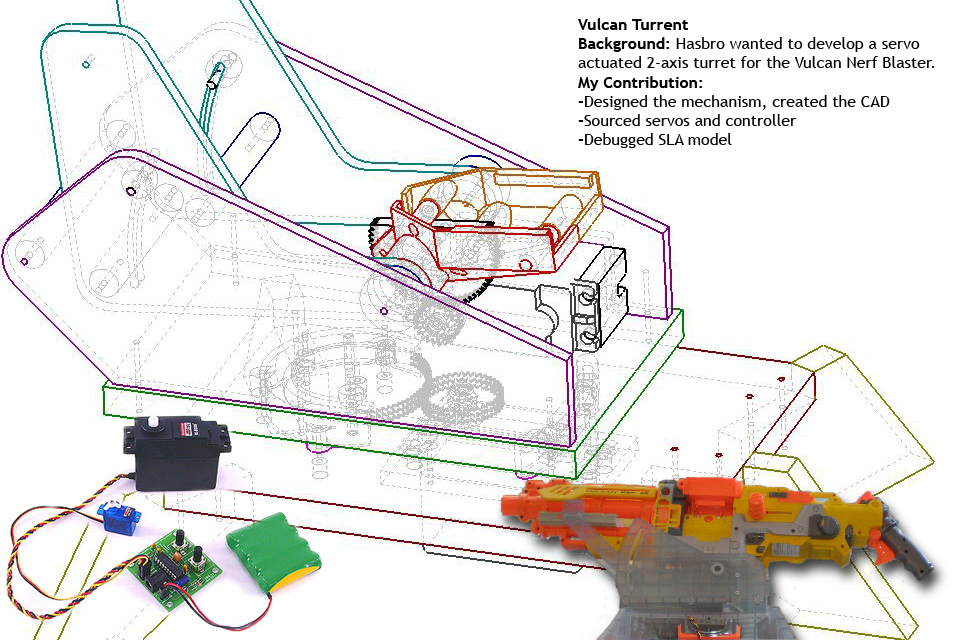 Vulcan Turrent
Background: Hasbro wanted to develop a servo
actuated 2-axis turret for the Vulcan Nerf Blaster.
My Contribution:
-Designed the mechanism, created the CAD
-Sourced servos and controller
-Debugged SLA model